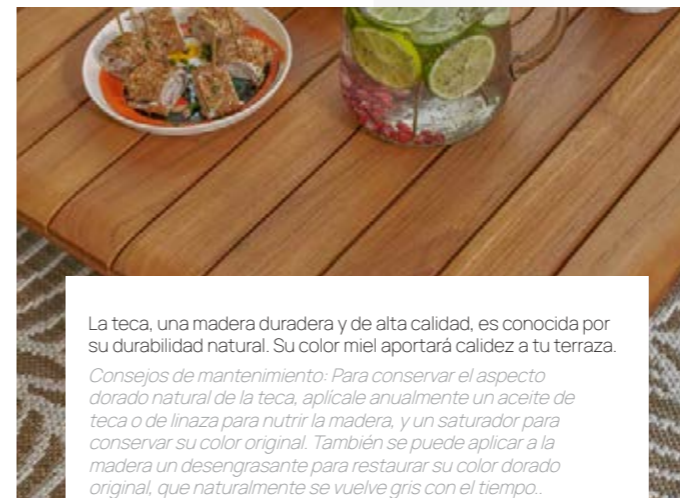 La teca, una madera duradera y de alta calidad, es conocida por
su durabilidad natural. Su color miel aportará calidez a tu terraza.
Consejos de mantenimiento: Para conservar el aspecto
dorado natural de la teca, aplícale anualmente un aceite de
teca o de linaza para nutrir la madera, y un saturador para
conservar su color original. También se puede aplicar a la
madera un desengrasante para restaurar su color dorado
original, que naturalmente se vuelve gris con el tiempo..